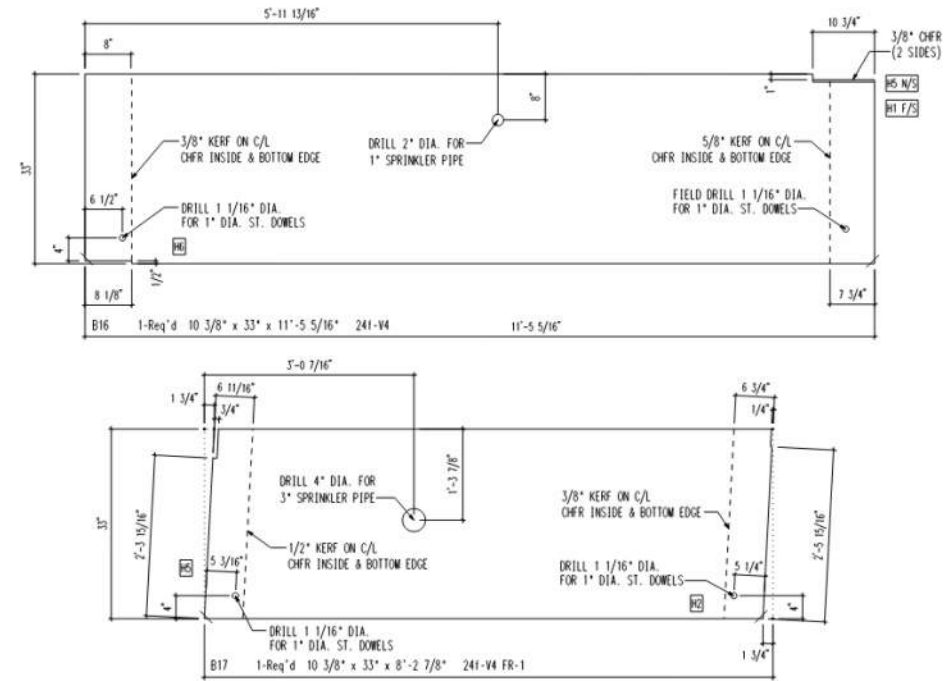 5'-11 13/16"
10 3/4"
3/8" CHFR
(2 SIDES)
8"
1"
8"
H5 N/S
H1 F/S
33"
3/8" KERF ON C/L
CHFR INSIDE & BOTTOM EDGE
DRILL 2" DIA. FOR
1" SPRINKLER PIPE
5/8" KERF ON C/L
CHFR INSIDE & BOTTOM EDGE
6 1/2"
DRILL 1 1/16" DIA.
FOR 1" DIA. ST. DOWELS
FIELD DRILL 1 1/16" DIA.
FOR 1" DIA. ST. DOWELS
4"
H6
1/2"
8 1/8"
7 3/4"
B16 1-Req'd 10 3/8" x 33" x 11'-5 5/16" 24f-V4 11'-5 5/16"
3'-0 7/16"
1 3/4"
6 11/16"
3/4"
6 3/4"
1/4"
33"
2'-3 15/16"
DRILL 4" DIA. FOR
3" SPRINKLER PIPE
1'-3 7/8"
3/8" KERF ON C/L
CHFR INSIDE & BOTTOM EDGE
2'-5 15/16"
1/2" KERF ON C/L
CHFR INSIDE & BOTTOM EDGE
H5
5 3/16"
DRILL 1 1/16" DIA.
FOR 1" DIA. ST. DOWELS
5 1/4"
4"
H2
4"
DRILL 1 1/16" DIA.
FOR 1" DIA. ST. DOWELS
1 3/4"
B17 1-Req'd 10 3/8" x 33" x 8'-2 7/8" 24f-V4 FR-1